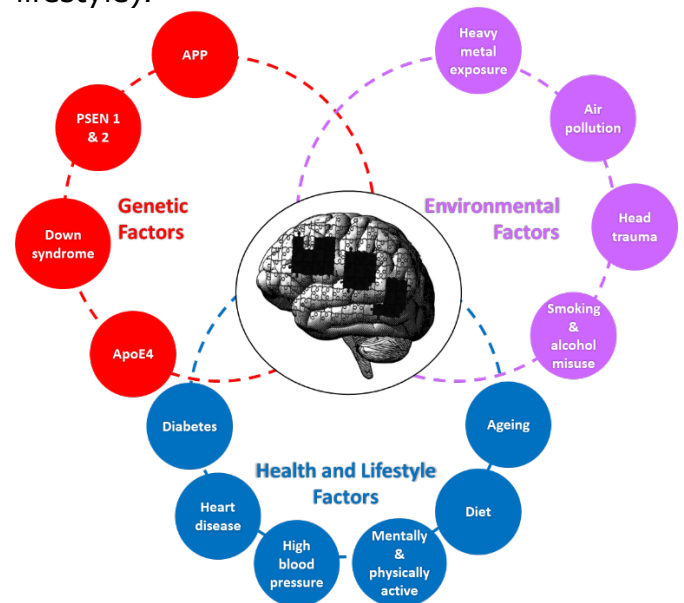 lifestyle).
APP
Heavy
metal
exposure
PSEN 1
& 2
Air
pollution
Genetic
Factors
Environmental
Factors
Down
syndrome
Head
trauma
ApoE4
Smoking
&
alcohol
misuse
Diabetes
Ageing
Health and Lifestyle
Factors
Heart
disease
Diet
High
blood
pressure
Mentally
&
physically
active